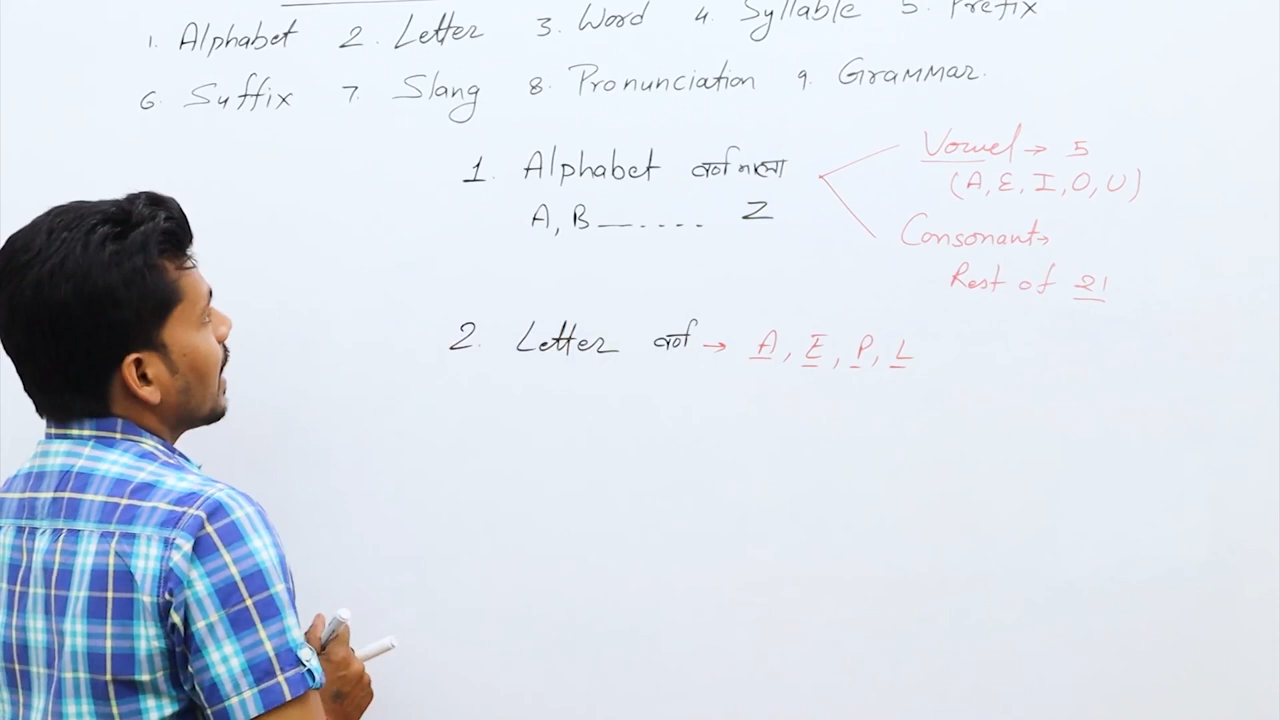 1. Alphabet 2. Letter 3. Word 4. Syllable 5. Prefix
6. Suffix 7. Slang 8. Pronunciation 9. Grammar.
1. Alphabet वर्णमाला
A, B —..... Z
Vowel → 5
(A, E, I, O, U)
Consonant→
Rest of 21
2. Letter वर्ण → A, E, P, L